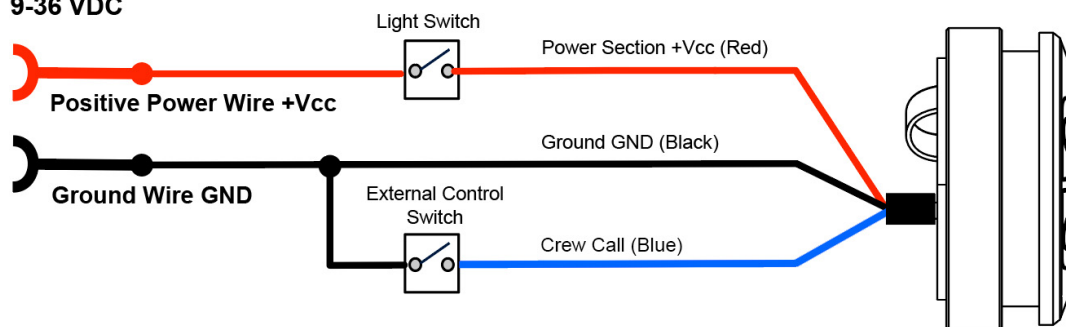 9-36 VDC
Light Switch
Power Section +Vcc (Red)
Positive Power Wire +Vcc
Ground GND (Black)
Ground Wire GND
External Control
Switch
Crew Call (Blue)